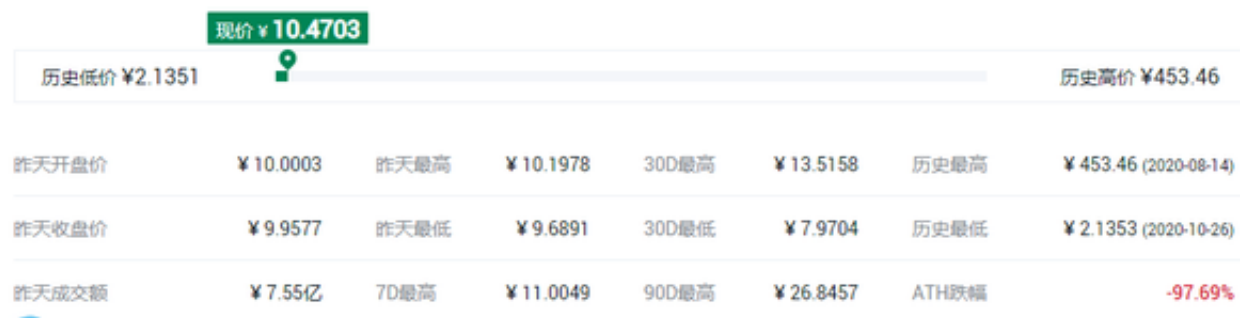 现价 ¥ 10.4703
历史低价 ¥2.1351 历史高价 ¥453.46
昨天开盘价 ¥ 10.0003 昨天最高 ¥ 10.1978 30D最高 ¥ 13.5158 历史最高 ¥ 453.46 (2020-08-14)
昨天收盘价 ¥ 9.9577 昨天最低 ¥ 9.6891 30D最低 ¥ 7.9704 历史最低 ¥ 2.1353 (2020-10-26)
昨天成交额 ¥ 7.55亿 7D最高 ¥ 11.0049 90D最高 ¥ 26.8457 ATH跌幅 -97.69%